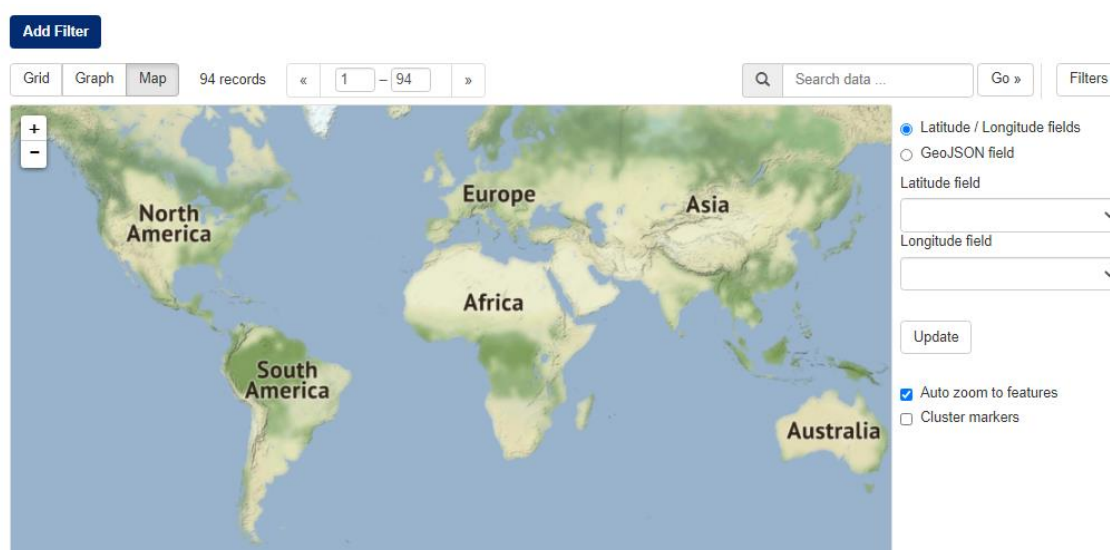 Add Filter
Grid Graph Map 94 records « 1 – 94 » Search data ... Go » Filters
+
-
Latitude / Longitude fields
GeoJSON field
Latitude field
Longitude field
Update
Auto zoom to features
Cluster markers
North
America
Europe
Asia
Africa
South
America
Australia